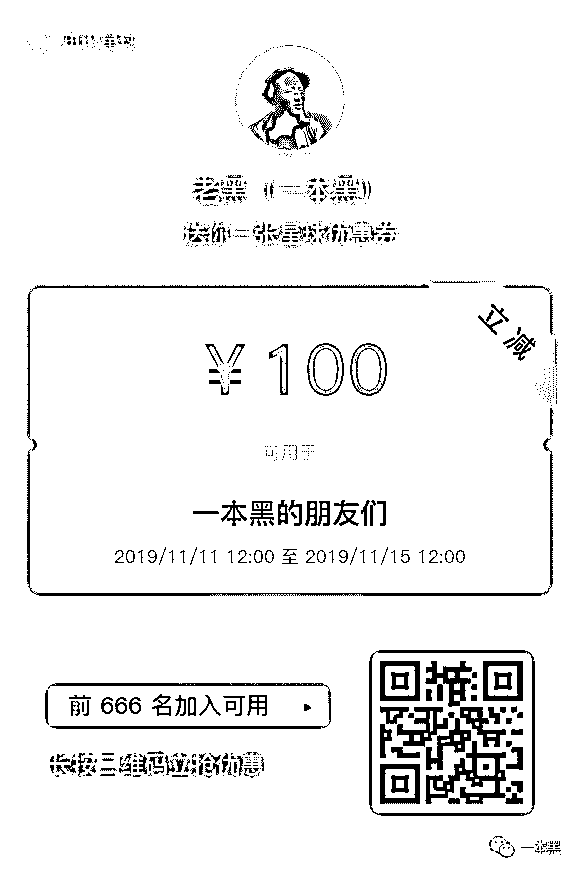 老黑（一本黑）
送你一张星球优惠券
立减
¥100
可用于
一本黑的朋友们
2019/11/11 12:00 至 2019/11/15 12:00
前 666 名加入可用
长按二维码立抢优惠
一本黑